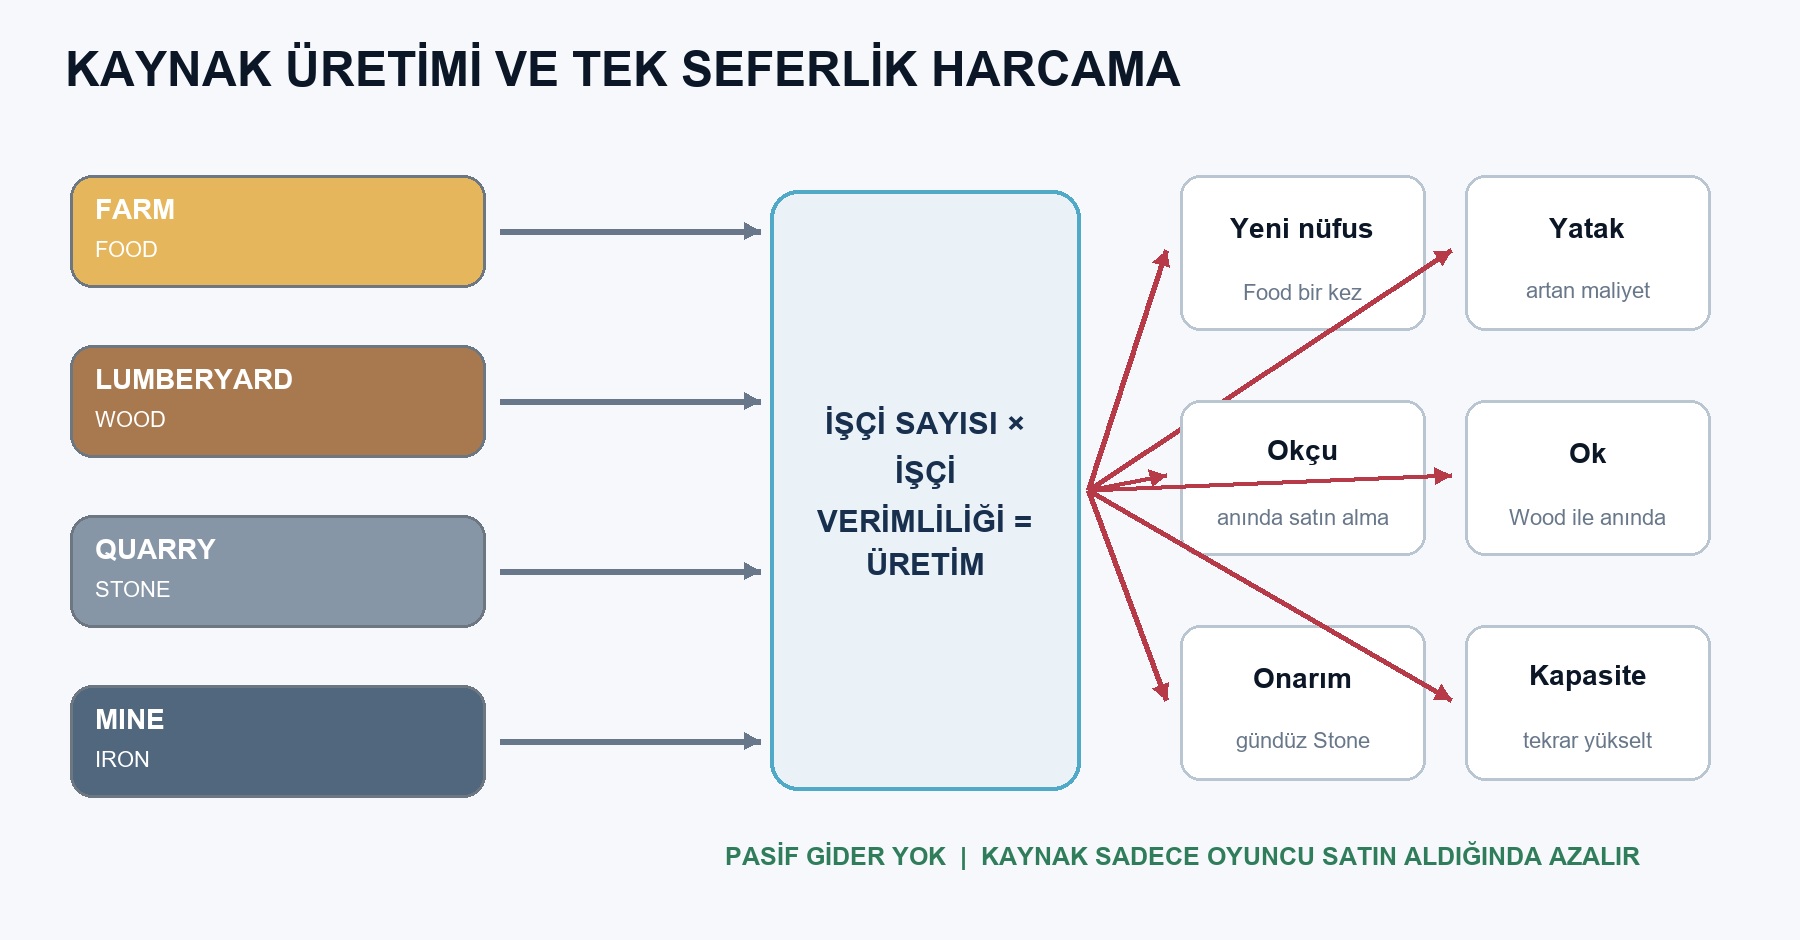 KAYNAK ÜRETİMİ VE TEK SEFERLİK HARCAMA
FARM
FOOD
LUMBERYARD
WOOD
QUARRY
STONE
MINE
IRON
İŞÇİ SAYISI ×
İŞÇİ
VERİMLİLİĞİ =
ÜRETİM
Yeni nüfus
Food bir kez
Yatak
artan maliyet
Okçu
anında satın alma
Ok
Wood ile anında
Onarım
gündüz Stone
Kapasite
tekrar yükselt
PASİF GİDER YOK | KAYNAK SADECE OYUNCU SATIN ALDIĞINDA AZALIR